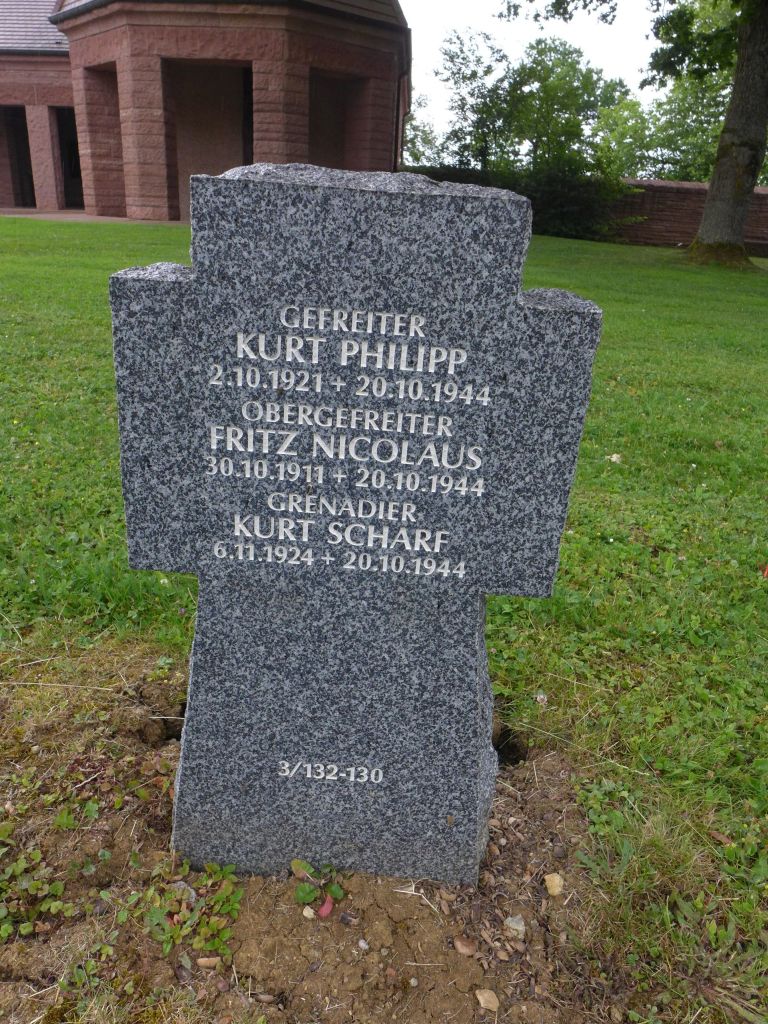 GEFREITER
KURT PHILIPP
2.10.1921 + 20.10.1944
OBERGEFREITER
FRITZ NICOLAUS
30.10.1911 + 20.10.1944
GRENADIER
KURT SCHARF
6.11.1924 + 20.10.1944
3/132-130